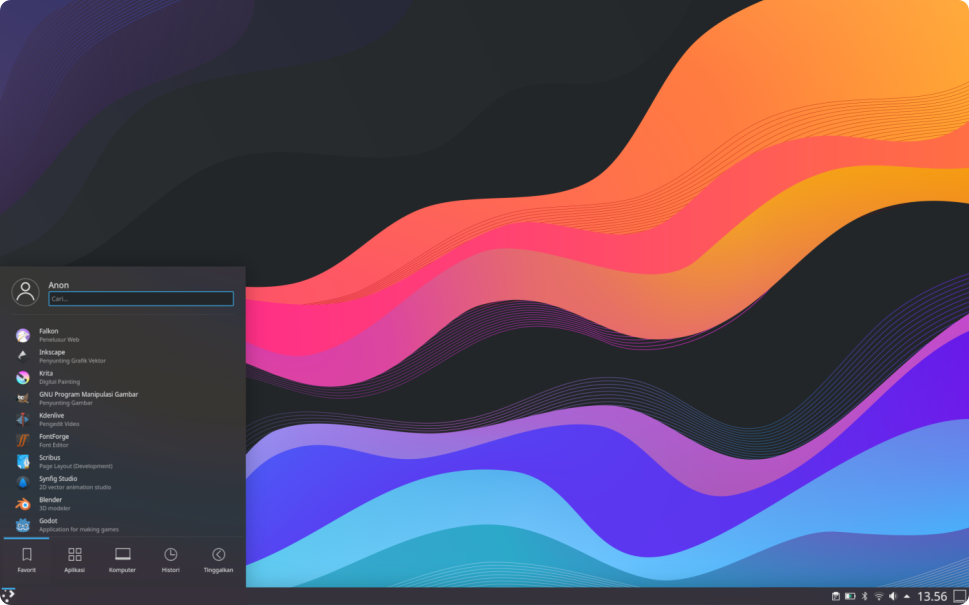 Anon
Cari...
Falkon
Penelusur Web
Inkscape
Penyunting Grafik Vektor
Krita
Digital Painting
GNU Program Manipulasi Gambar
Penyunting Gambar
Kdenlive
Pengedit Video
FontForge
Font Editor
Scribus
Page Layout (Development)
Synfig Studio
2D vector animation studio
Blender
3D modeler
Godot
Application for making games
Favorit Aplikasi Komputer Histori Tinggalkan
13.56